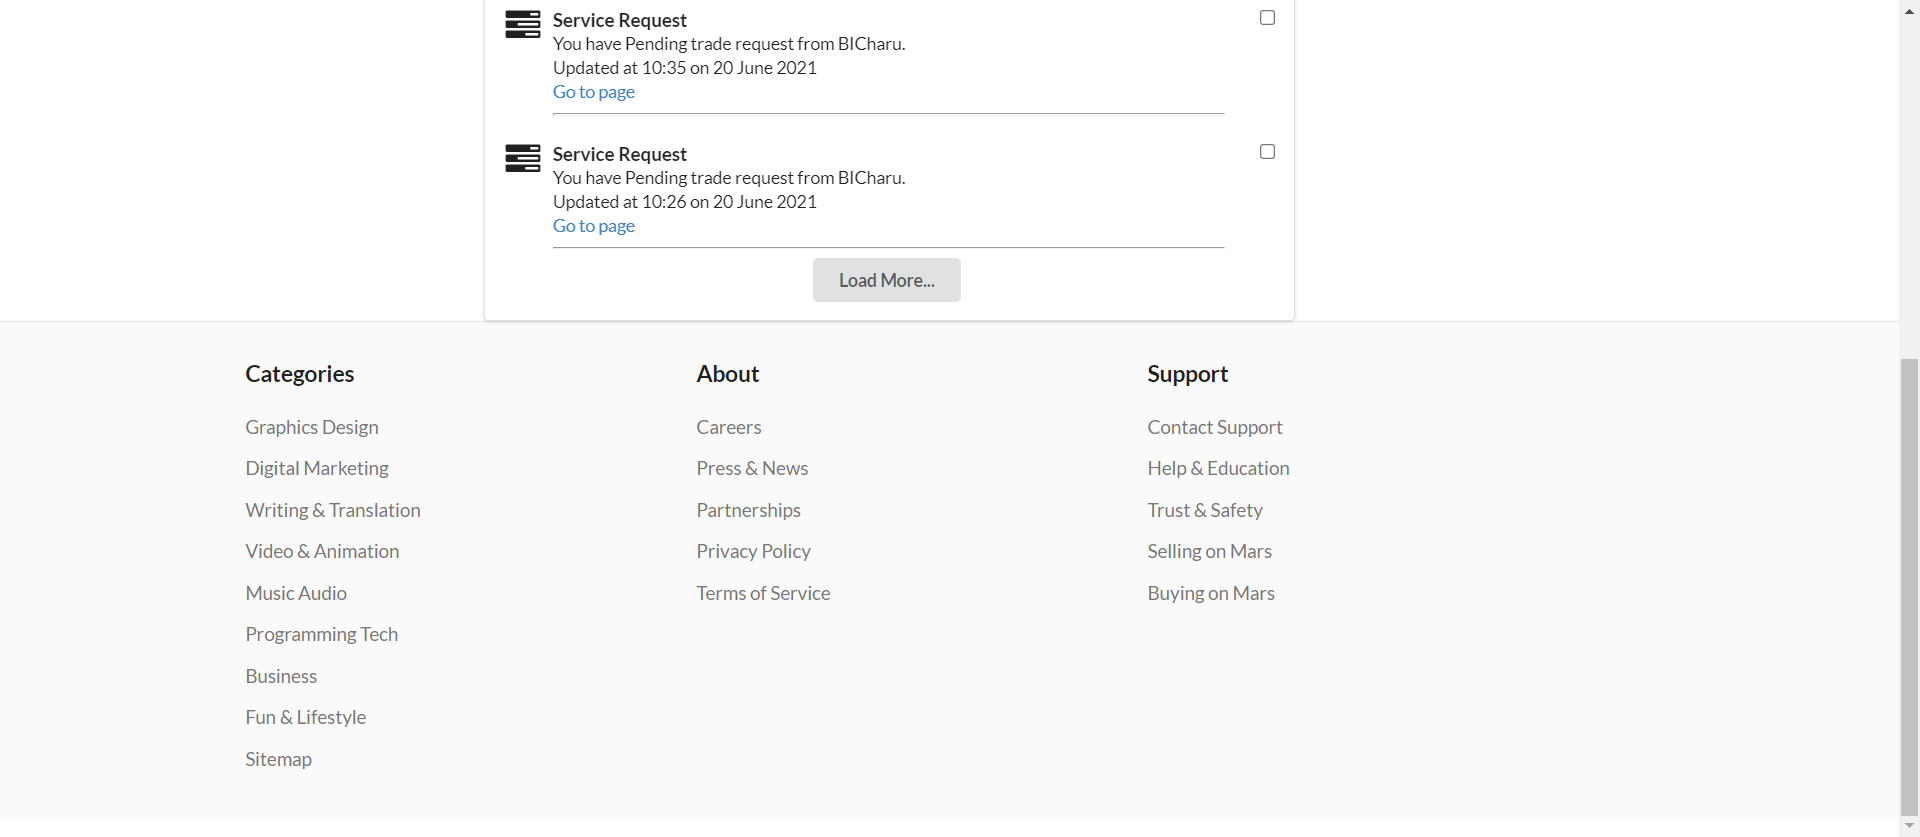 Service Request
You have Pending trade request from BICharu.
Updated at 10:35 on 20 June 2021
Go to page
Service Request
You have Pending trade request from BICharu.
Updated at 10:26 on 20 June 2021
Go to page
Load More...
Categories
Graphics Design
Digital Marketing
Writing & Translation
Video & Animation
Music Audio
Programming Tech
Business
Fun & Lifestyle
Sitemap
About
Careers
Press & News
Partnerships
Privacy Policy
Terms of Service
Support
Contact Support
Help & Education
Trust & Safety
Selling on Mars
Buying on Mars